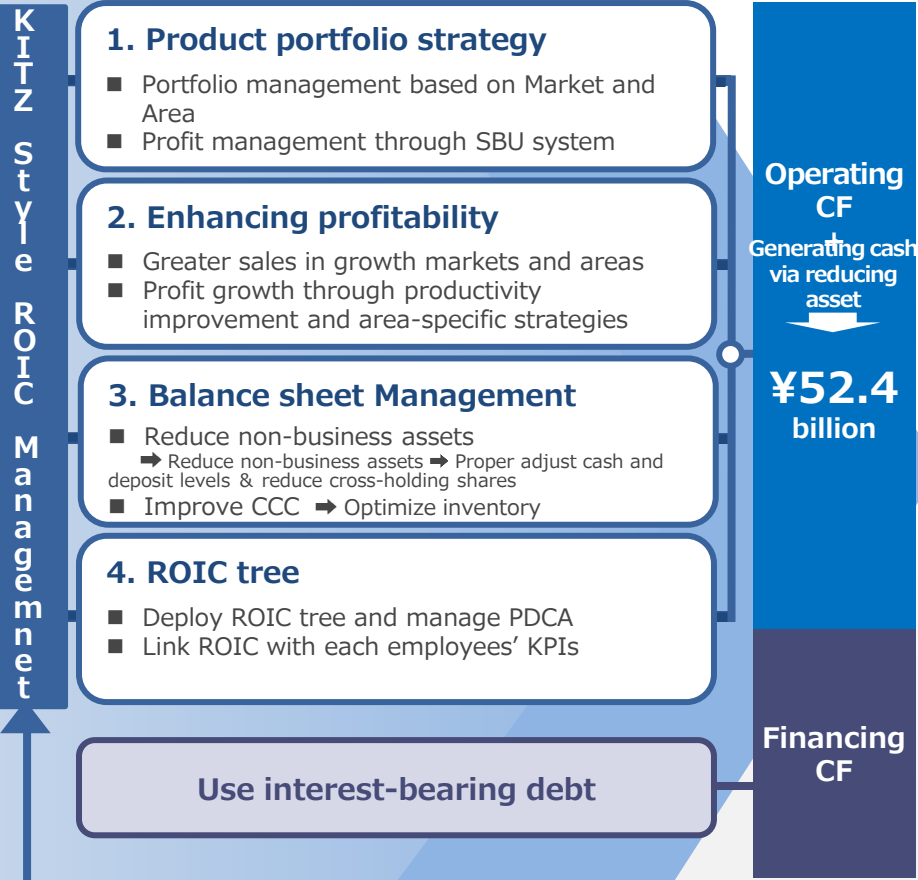 KITZ Style ROIC Managemnet
1. Product portfolio strategy
■ Portfolio management based on Market and
Area
■ Profit management through SBU system
2. Enhancing profitability
■ Greater sales in growth markets and areas
■ Profit growth through productivity
improvement and area-specific strategies
3. Balance sheet Management
■ Reduce non-business assets
➡ Reduce non-business assets ➡ Proper adjust cash and
deposit levels & reduce cross-holding shares
■ Improve CCC ➡ Optimize inventory
4. ROIC tree
■ Deploy ROIC tree and manage PDCA
■ Link ROIC with each employees’ KPIs
Use interest-bearing debt
Operating
CF
+
Generating cash
via reducing
asset
¥52.4
billion
Financing
CF